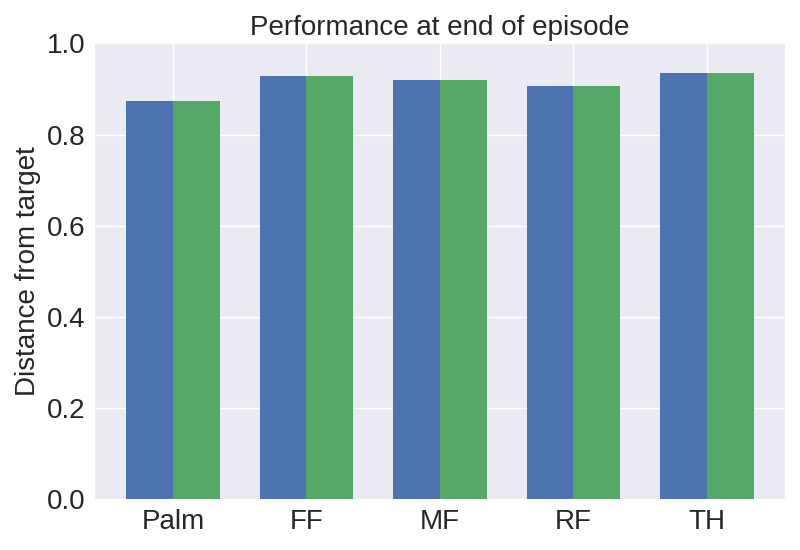 Performance at end of episode
Distance from target
1.0
0.8
0.6
0.4
0.2
0.0
Palm FF MF RF TH